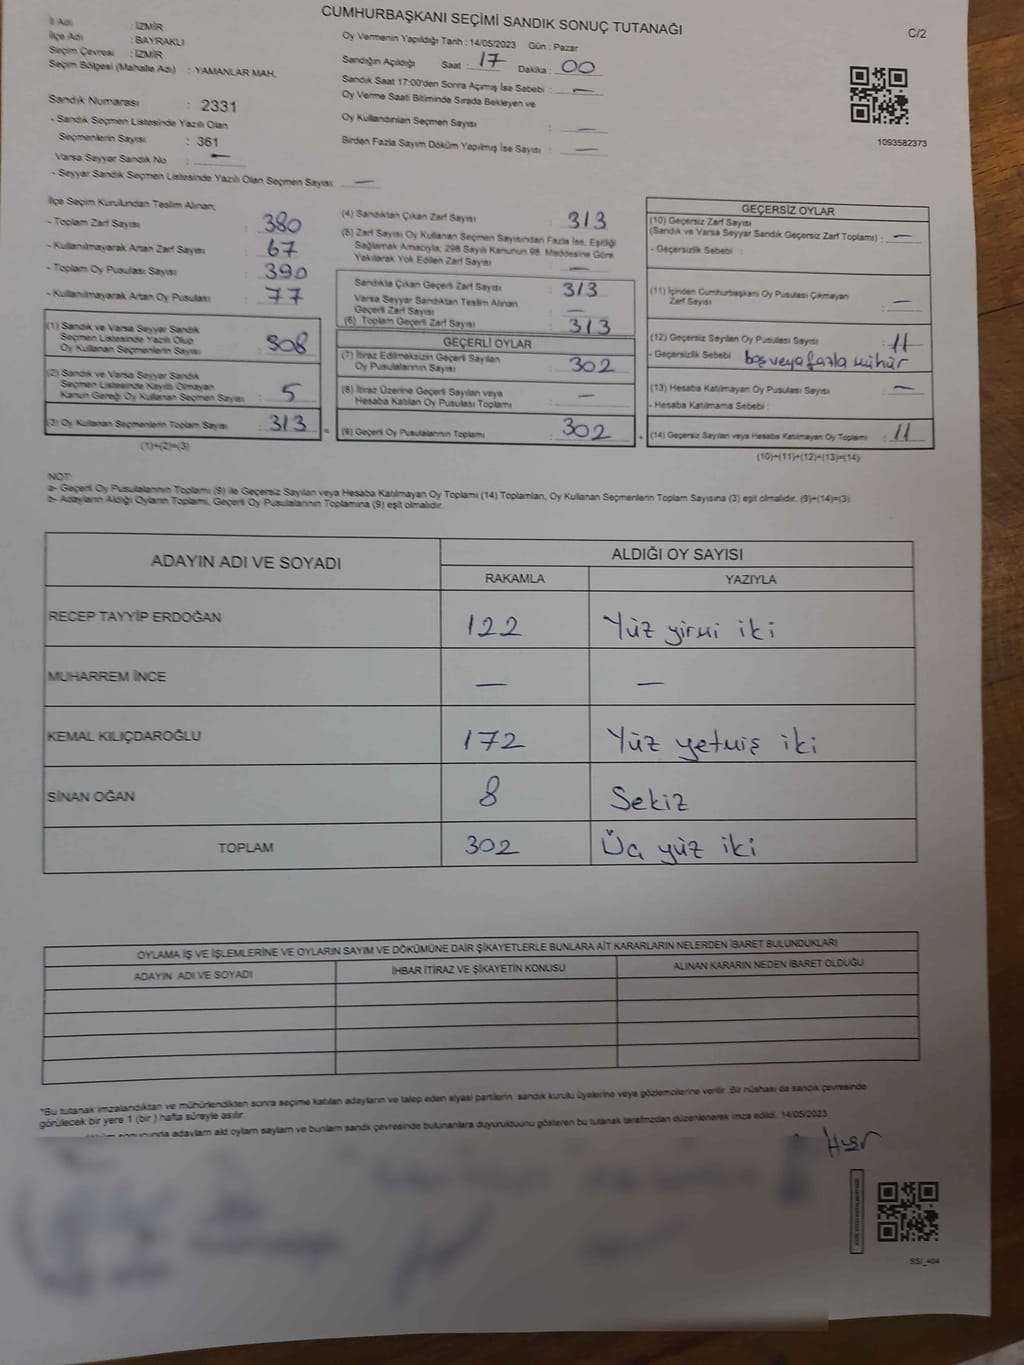 CUMHURBAŞKANI SEÇİMİ SANDIK SONUÇ TUTANAĞI
C/2
İl Adı : İZMİR
İlçe Adı : BAYRAKLI
Seçim Çevresi : İZMİR
Seçim Bölgesi (Mahalle Adı) : YAMANLAR MAH.
Sandık Numarası : 2331
- Sandık Seçmen Listesinde Yazılı Olan
Seçmenlerin Sayısı : 361
Varsa Seyyar Sandık No : —
- Seyyar Sandık Seçmen Listesinde Yazılı Olan Seçmen Sayısı : —
Oy Vermenin Yapıldığı Tarih : 14/05/2023 Gün : Pazar
Sandığın Açıldığı Saat : 17 Dakika : 00
Sandık Saat 17:00'den Sonra Açımış İse Sebebi : —
Oy Verme Saati Bitiminde Sırada Bekleyen ve
Oy Kullandırılan Seçmen Sayısı : —
Birden Fazla Sayım Döküm Yapılmış İse Sayısı : —
1093582373
İlçe Seçim Kurulundan Teslim Alınan;
- Toplam Zarf Sayısı : 380
- Kullanılmayarak Artan Zarf Sayısı : 67
- Toplam Oy Pusulası Sayısı : 390
- Kullanılmayarak Artan Oy Pusulası : 77
(1) Sandık ve Varsa Seyyar Sandık
Seçmen Listesinde Yazılı Olup
Oy Kullanan Seçmenlerin Sayısı : 308
(2) Sandık ve Varsa Seyyar Sandık
Seçmen Listesinde Kayıtlı Olmayan
Kanun Gereği Oy Kullanan Seçmen Sayısı : 5
(3) Oy Kullanan Seçmenlerin Toplam Sayısı : 313
(1)+(2)=(3)
(4) Sandıktan Çıkan Zarf Sayısı : 313
(5) Zarf Sayısı Oy Kullanan Seçmen Sayısından Fazla İse, Eşitliği
Sağlamak Amacıyla; 298 Sayılı Kanunun 98. Maddesine Göre
Yakılarak Yok Edilen Zarf Sayısı : —
Sandıkta Çıkan Geçerli Zarf Sayısı : 313
Varsa Seyyar Sandıktan Teslim Alınan
Geçerli Zarf Sayısı : —
(6) Toplam Geçerli Zarf Sayısı : 313
GEÇERLİ OYLAR
(7) İtiraz Edilmeksizin Geçerli Sayılan
Oy Pusulalarının Sayısı : 302
(8) İtiraz Üzerine Geçerli Sayılan veya
Hesaba Katılan Oy Pusulası Toplamı : —
(9) Geçerli Oy Pusulalarının Toplamı : 302
GEÇERSİZ OYLAR
(10) Geçersiz Zarf Sayısı
(Sandık ve Varsa Seyyar Sandık Geçersiz Zarf Toplamı) : —
- Geçersizlik Sebebi :
(11) İçinden Cumhurbaşkanı Oy Pusulası Çıkmayan
Zarf Sayısı : —
(12) Geçersiz Sayılan Oy Pusulası Sayısı : 11
- Geçersizlik Sebebi boş veya fazla mühür
(13) Hesaba Katılmayan Oy Pusulası Sayısı : —
- Hesaba Katılmama Sebebi :
(14) Geçersiz Sayılan veya Hesaba Katılmayan Oy Toplamı : 11
(10)+(11)+(12)+(13)=(14)
NOT:
a- Geçerli Oy Pusulalarının Toplamı (9) ile Geçersiz Sayılan veya Hesaba Katılmayan Oy Toplamı (14) Toplamları, Oy Kullanan Seçmenlerin Toplam Sayısına (3) eşit olmalıdır. (9)+(14)=(3)
b- Adayların Aldığı Oyların Toplamı, Geçerli Oy Pusulalarının Toplamına (9) eşit olmalıdır.
ADAYIN ADI VE SOYADI ALDIĞI OY SAYISI
RAKAMLA YAZIYLA
RECEP TAYYİP ERDOĞAN 122 Yüz yirmi iki
MUHARREM İNCE — —
KEMAL KILIÇDAROĞLU 172 Yüz yetmiş iki
SİNAN OĞAN 8 Sekiz
TOPLAM 302 Üç yüz iki
OYLAMA İŞ VE İŞLEMLERİNE VE OYLARIN SAYIM VE DÖKÜMÜNE DAİR ŞİKAYETLERLE BUNLARA AİT KARARLARIN NELERDEN İBARET BULUNDUKLARI
ADAYIN ADI VE SOYADI İHBAR İTİRAZ VE ŞİKAYETİN KONUSU ALINAN KARARIN NEDEN İBARET OLDUĞU
*Bu tutanak imzalandıktan ve mühürlendikten sonra seçime katılan adayların ve talep eden siyasi partilerin sandık kurulu üyelerine veya gözlemcilerine verilir. Bir nüshası da sandık çevresinde
görülecek bir yere 1 (bir) hafta süreyle asılır.
tutanak tarafımızdan düzenlenerek imza edildi. 14/05/2023
SSI_404